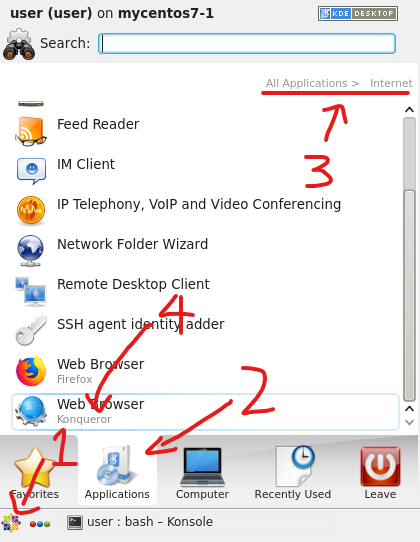 user (user) on mycentos7-1
KDE DESKTOP
Search:
All Applications > Internet
3
Feed Reader
IM Client
IP Telephony, VoIP and Video Conferencing
Network Folder Wizard
Remote Desktop Client
4
SSH agent identity adder
Web Browser
Firefox
2
Web Browser
Konqueror
1
Favorites
Applications
Computer
Recently Used
Leave
user : bash – Konsole